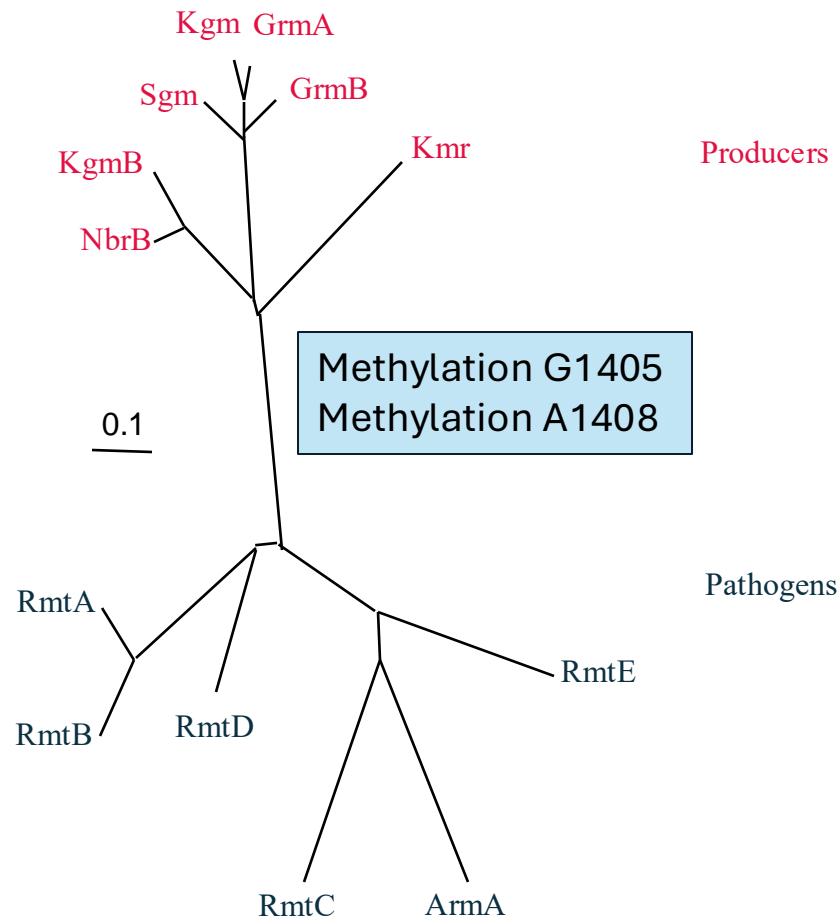 Kgm GrmA
Sgm
GrmB
KgmB
Kmr
Producers
NbrB
Methylation G1405
Methylation A1408
0.1
Pathogens
RmtA
RmtE
RmtB
RmtD
RmtC
ArmA